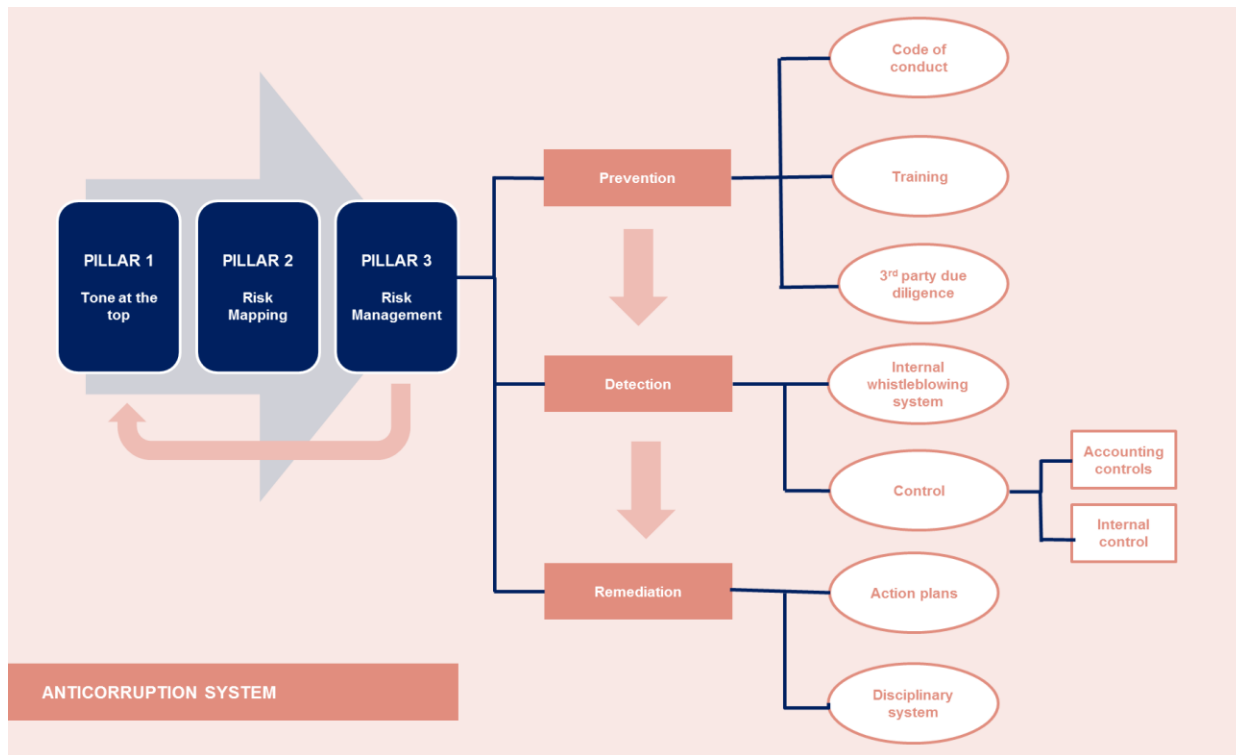 PILLAR 1
Tone at the
top
PILLAR 2
Risk
Mapping
PILLAR 3
Risk
Management
Prevention
Code of
conduct
Training
3rd party due
diligence
Detection
Internal
whistleblowing
system
Control
Accounting
controls
Internal
control
Remediation
Action plans
Disciplinary
system
ANTICORRUPTION SYSTEM